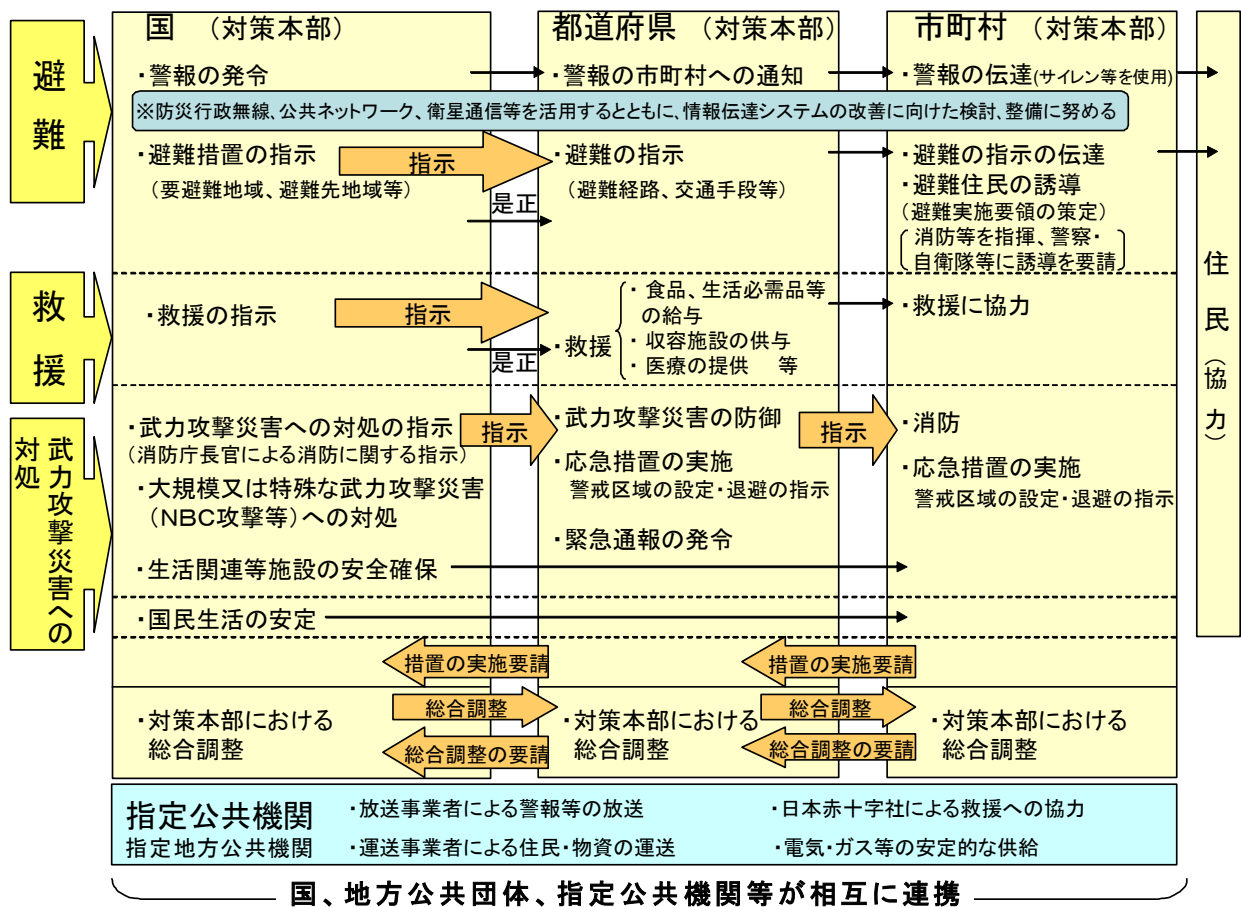 国 (対策本部)
都道府県 (対策本部)
市町村 (対策本部)
避難
・警報の発令
・警報の市町村への通知
・警報の伝達(サイレン等を使用)
※防災行政無線、公共ネットワーク、衛星通信等を活用するとともに、情報伝達システムの改善に向けた検討、整備に努める
・避難措置の指示
(要避難地域、避難先地域等)
指示
是正
・避難の指示
(避難経路、交通手段等)
・避難の指示の伝達
・避難住民の誘導
(避難実施要領の策定)
消防等を指揮、警察・
自衛隊等に誘導を要請
住民(協力)
救援
・救援の指示
指示
是正
・救援
・食品、生活必需品等
の給与
・収容施設の供与
・医療の提供 等
・救援に協力
武力攻撃災害への
対処
・武力攻撃災害への対処の指示
(消防庁長官による消防に関する指示)
指示
・武力攻撃災害の防御
指示
・消防
・大規模又は特殊な武力攻撃災害
(NBC攻撃等)への対処
・応急措置の実施
警戒区域の設定・退避の指示
・応急措置の実施
警戒区域の設定・退避の指示
・緊急通報の発令
・生活関連等施設の安全確保
・国民生活の安定
措置の実施要請
措置の実施要請
・対策本部における
総合調整
総合調整
総合調整の要請
・対策本部における
総合調整
総合調整
総合調整の要請
・対策本部における
総合調整
指定公共機関
指定地方公共機関
・放送事業者による警報等の放送
・日本赤十字社による救援への協力
・運送事業者による住民・物資の運送
・電気・ガス等の安定的な供給
国、地方公共団体、指定公共機関等が相互に連携